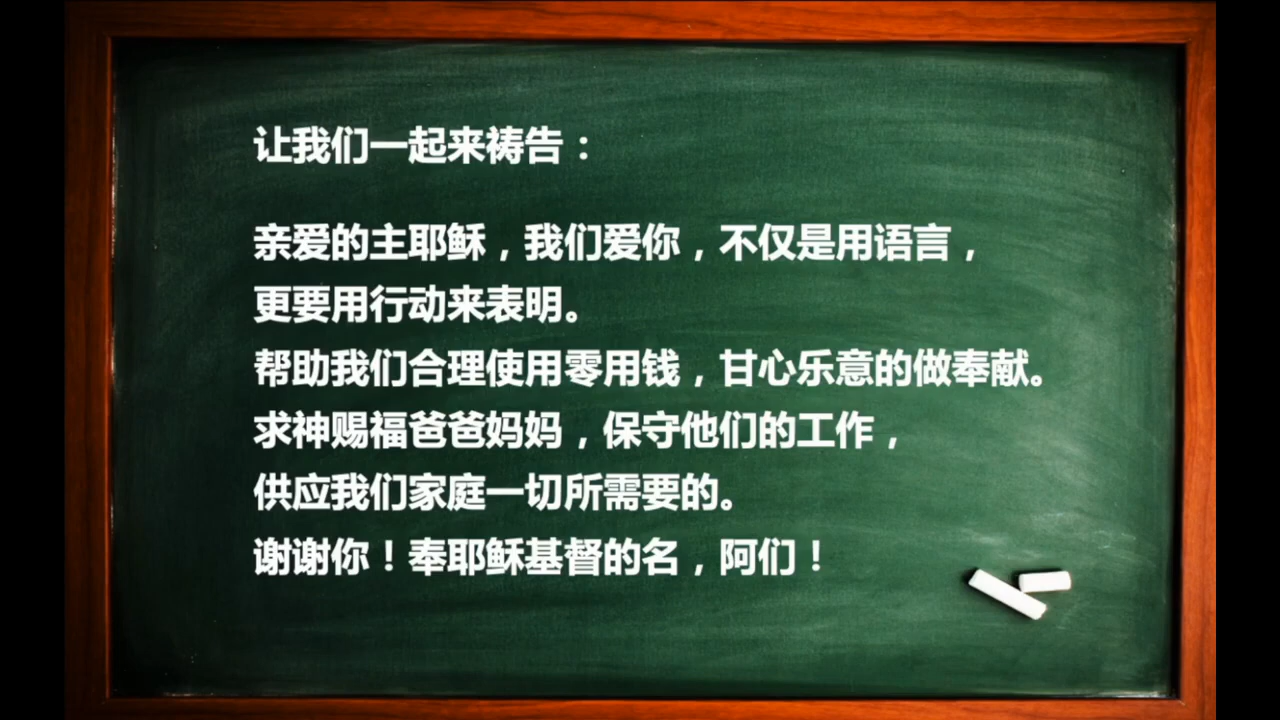 让我们一起来祷告：
亲爱的主耶稣，我们爱你，不仅是用语言，
更要用行动来表明。
帮助我们合理使用零用钱，甘心乐意的做奉献。
求神赐福爸爸妈妈，保守他们的工作，
供应我们家庭一切所需要的。
谢谢你！奉耶稣基督的名，阿们！